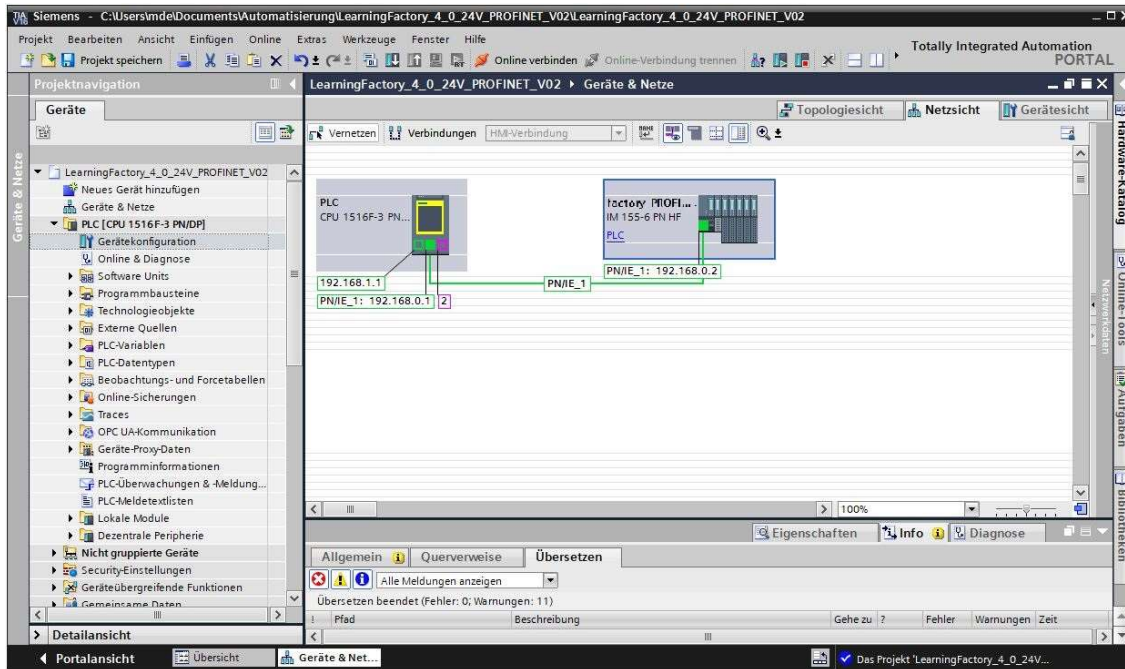 Siemens - C:\Users\mde\Documents\Automatisierung\LearningFactory_4_0_24V_PROFINET_V02\LearningFactory_4_0_24V_PROFINET_V02
Projekt Bearbeiten Ansicht Einfügen Online Extras Werkzeuge Fenster Hilfe
Totally Integrated Automation
PORTAL
Projekt speichern
Online verbinden
Online-Verbindung trennen
Projektnavigation
LearningFactory_4_0_24V_PROFINET_V02 Geräte & Netze
Geräte
Topologiesicht
Netzsicht
Gerätesicht
Vernetzen
Verbindungen
HMI-Verbindung
Geräte & Netze
LearningFactory_4_0_24V_PROFINET_V02
Neues Gerät hinzufügen
Geräte & Netze
PLC [CPU 1516F-3 PN/DP]
Gerätekonfiguration
Online & Diagnose
Software Units
Programmbausteine
Technologieobjekte
Externe Quellen
PLC-Variablen
PLC-Datentypen
Beobachtungs- und Forcetabellen
Online-Sicherungen
Traces
OPC UA-Kommunikation
Geräte-Proxy-Daten
Programminformationen
PLC-Überwachungen & -Meldung...
PLC-Meldetextlisten
Lokale Module
Dezentrale Peripherie
Nicht gruppierte Geräte
Security-Einstellungen
Geräteübergreifende Funktionen
Gemeinsame Daten
Detailansicht
PLC
CPU 1516F-3 PN...
192.168.1.1
PN/IE_1: 192.168.0.1
2
PN/IE_1
factory PROFI...
IM 155-6 PN HF
PLC
PN/IE_1: 192.168.0.2
100%
Netzwerkdaten
Hardware-Katalog
Online-Tools
Aufgaben
Bibliotheken
Eigenschaften
Info
Diagnose
Allgemein
Querverweise
Übersetzen
Alle Meldungen anzeigen
Übersetzen beendet (Fehler: 0; Warnungen: 11)
! Pfad Beschreibung Gehe zu ? Fehler Warnungen Zeit
Portalansicht
Übersicht
Geräte & Net...
Das Projekt 'LearningFactory_4_0_24V...